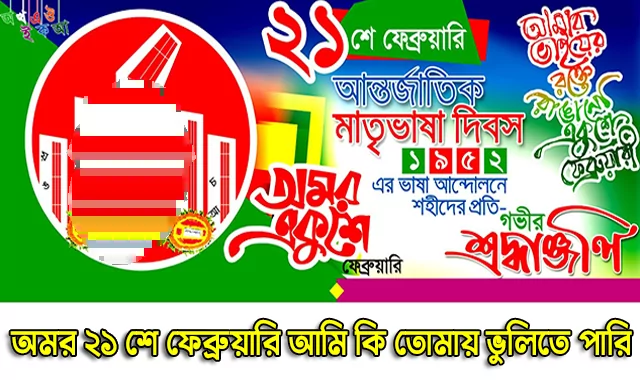 ২১ শে ফেব্রুয়ারি
আন্তর্জাতিক
মাতৃভাষা দিবস
১৯৫২
এর ভাষা আন্দোলনে
শহীদের প্রতি-
গভীর
শ্রদ্ধাঞ্জলি
অমর
একুশে
ফেব্রুয়ারি
আমার
ভাইয়ের
রক্তে
রাঙানো
একুশে
ফেব্রুয়ারী
অমর ২১ শে ফেব্রুয়ারি আমি কি তোমায় ভুলিতে পারি